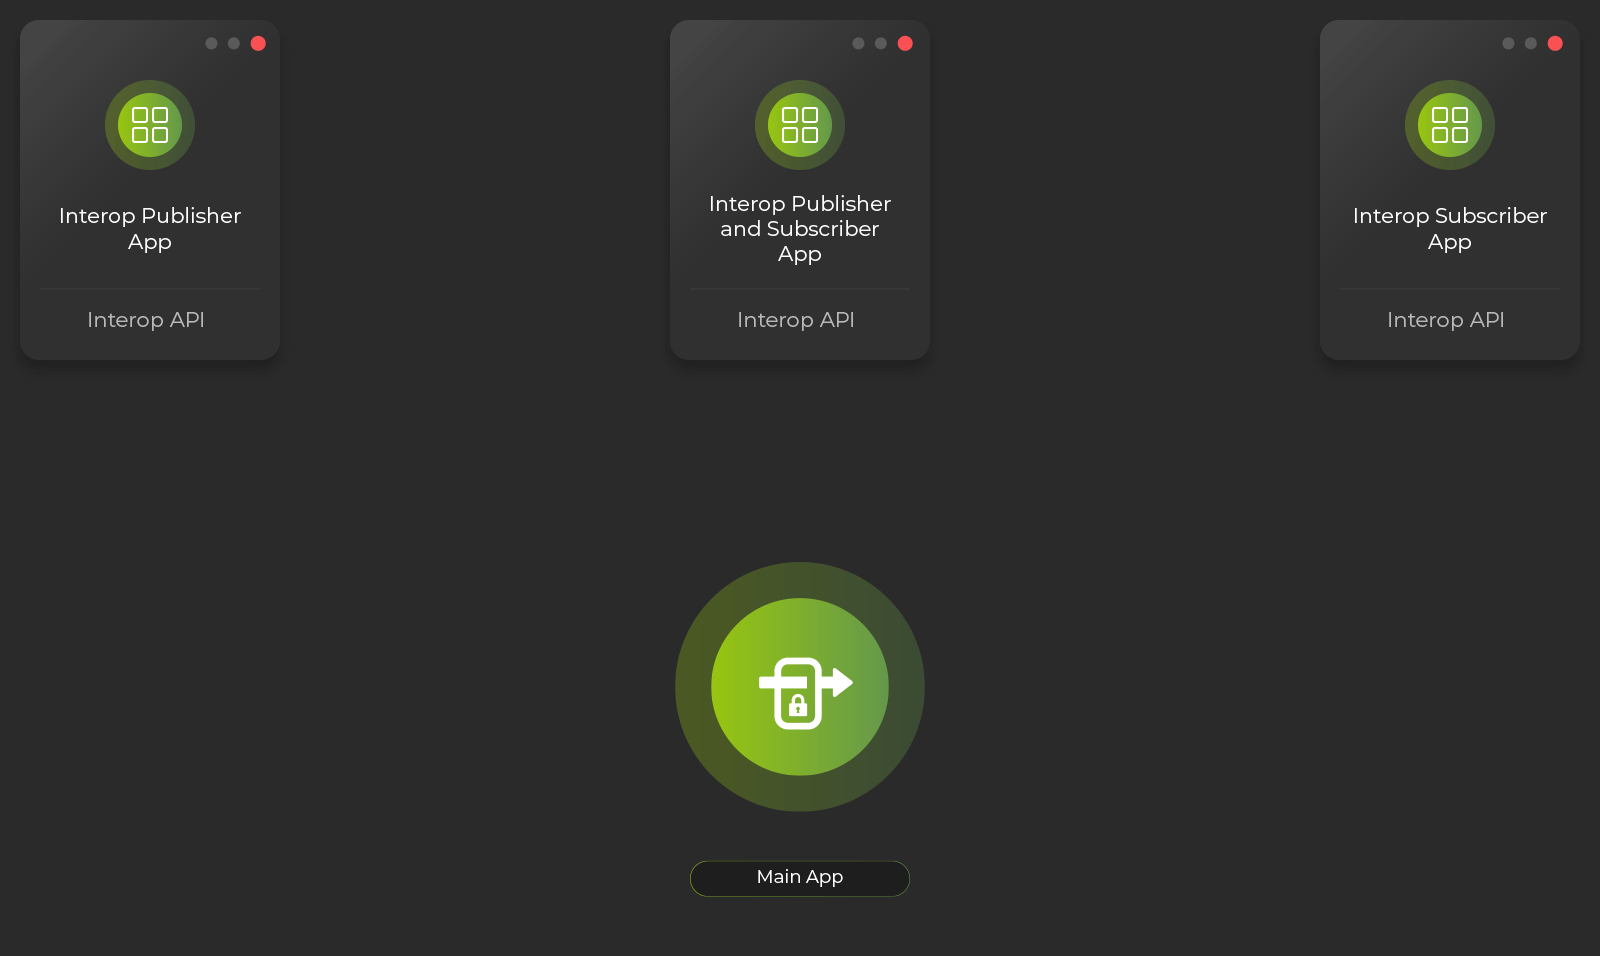 Interop Publisher
App
Interop API
Interop Publisher
and Subscriber
App
Interop API
Interop Subscriber
App
Interop API
Main App